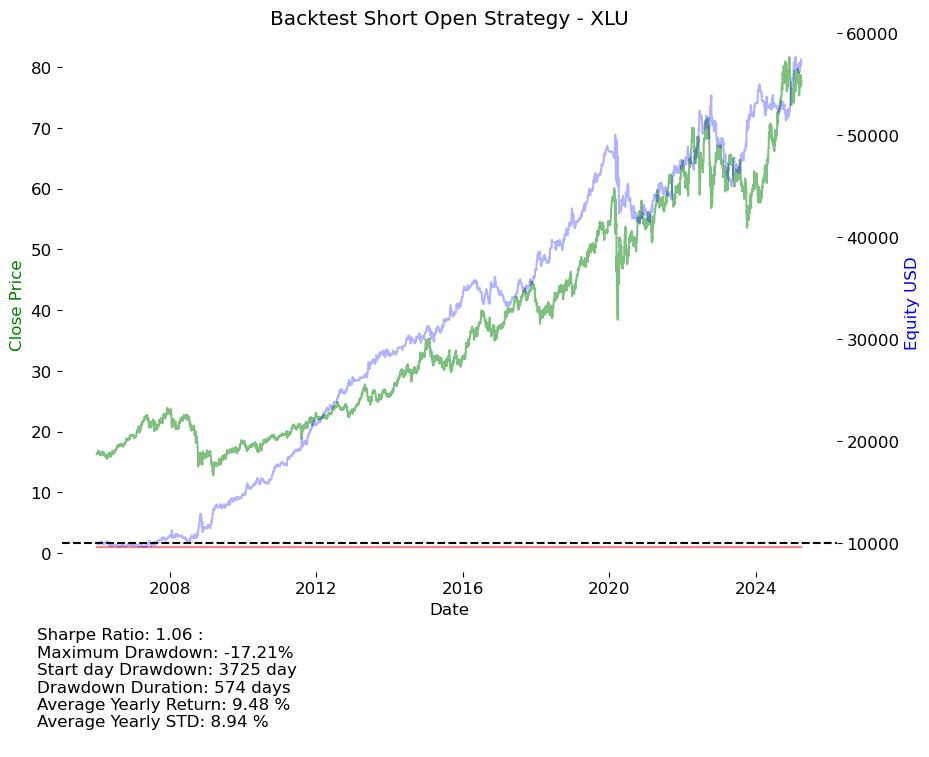 Backtest Short Open Strategy - XLU
60000
80
70
50000
60
50
40000
Close Price
Equity USD
40
30000
30
20
20000
10
10000
0
2008
2012
2016
2020
2024
Date
Sharpe Ratio: 1.06 :
Maximum Drawdown: -17.21%
Start day Drawdown: 3725 day
Drawdown Duration: 574 days
Average Yearly Return: 9.48 %
Average Yearly STD: 8.94 %